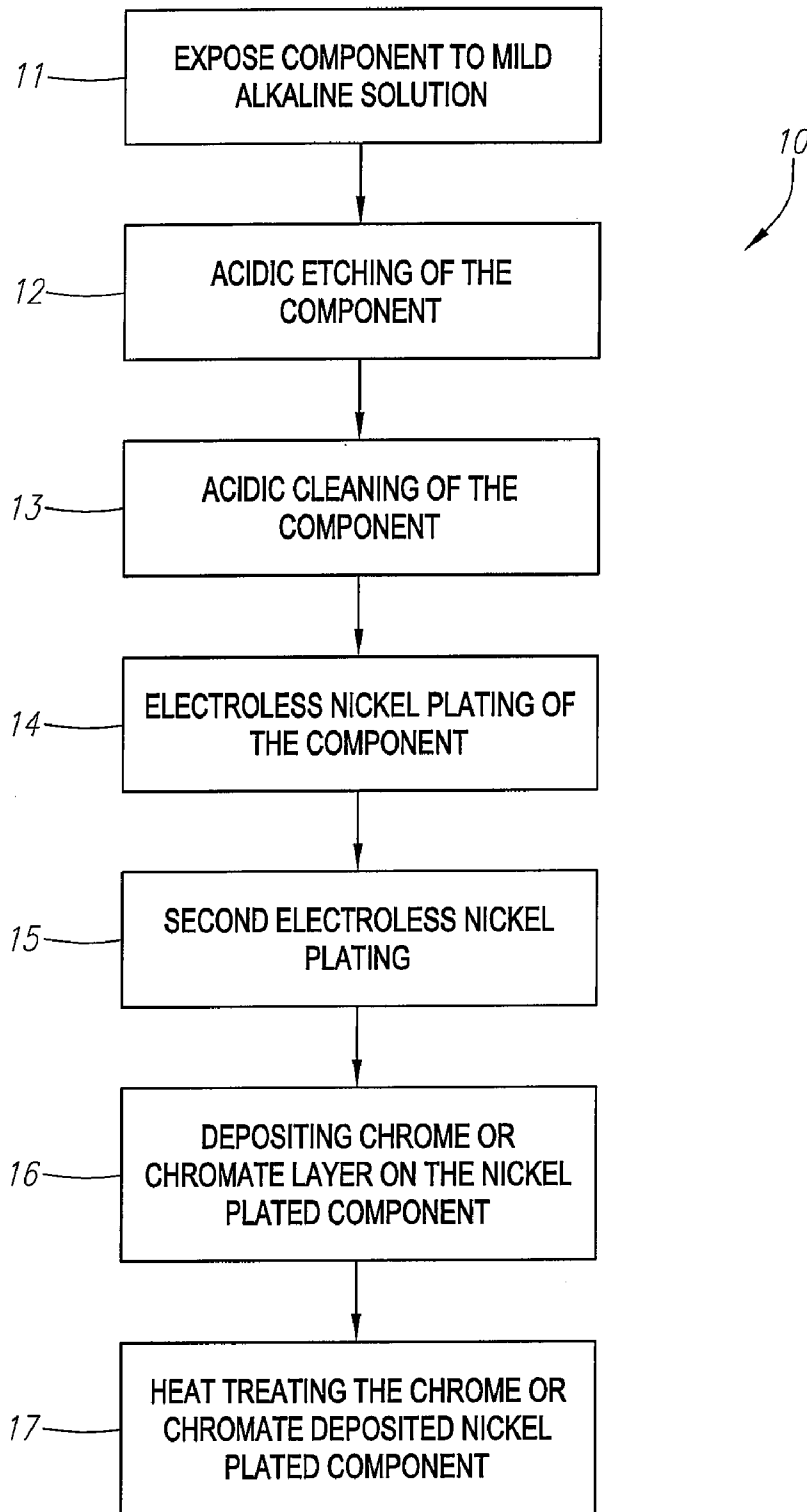 EXPOSE COMPONENT TO MILD
ALKALINE SOLUTION
11
10
ACIDIC ETCHING OF THE
COMPONENT
12
ACIDIC CLEANING OF THE
COMPONENT
13
ELECTROLESS NICKEL PLATING OF
THE COMPONENT
14
SECOND ELECTROLESS NICKEL
PLATING
15
DEPOSITING CHROME OR
CHROMATE LAYER ON THE NICKEL
PLATED COMPONENT
16
HEAT TREATING THE CHROME OR
CHROMATE DEPOSITED NICKEL
PLATED COMPONENT
17